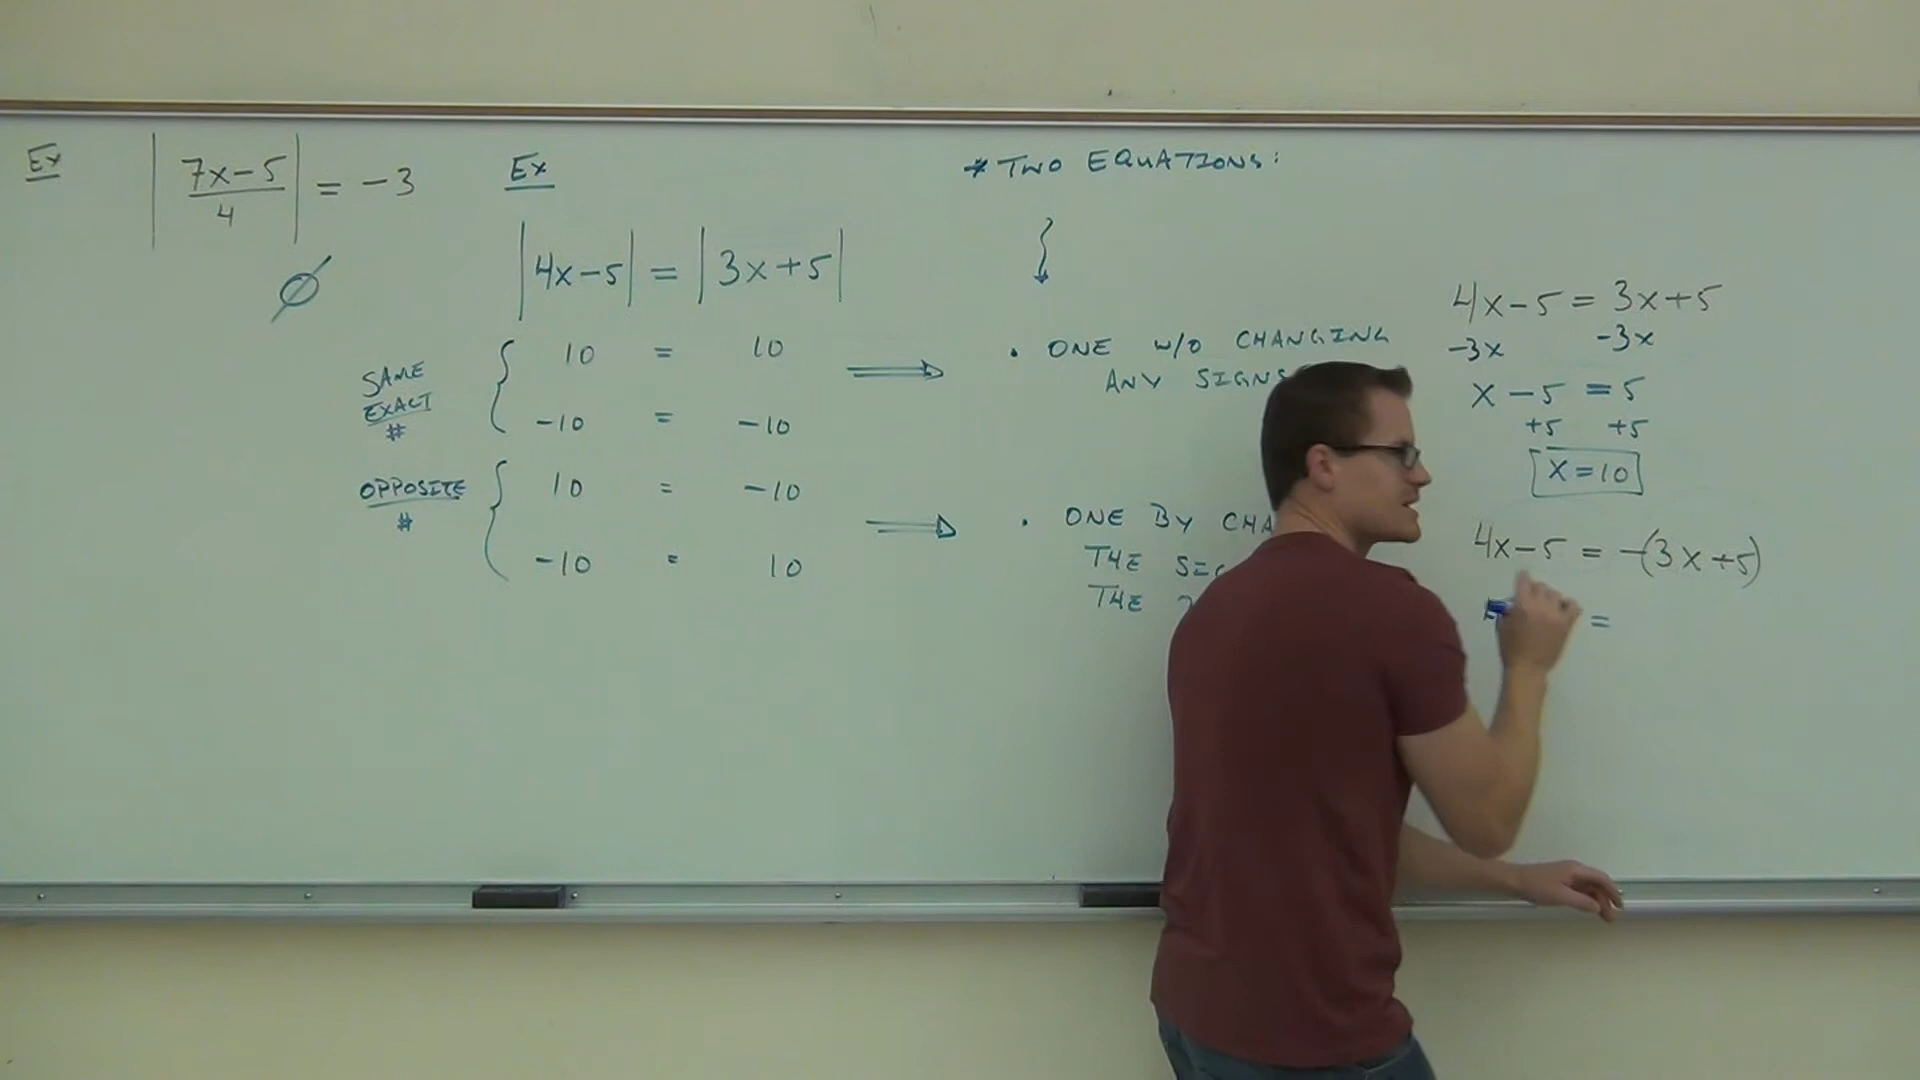 Ex
|7x-5/4| = -3
Ø
Ex
|4x-5| = |3x+5|
SAME EXACT #
10 = 10
-10 = -10
OPPOSITE #
10 = -10
-10 = 10
* TWO EQUATIONS:
• ONE W/O CHANGING
ANY SIGNS
• ONE BY
THE
THE
4x-5 = 3x+5
-3x -3x
x-5 = 5
+5 +5
x=10
4x-5 = -(3x+5)
=